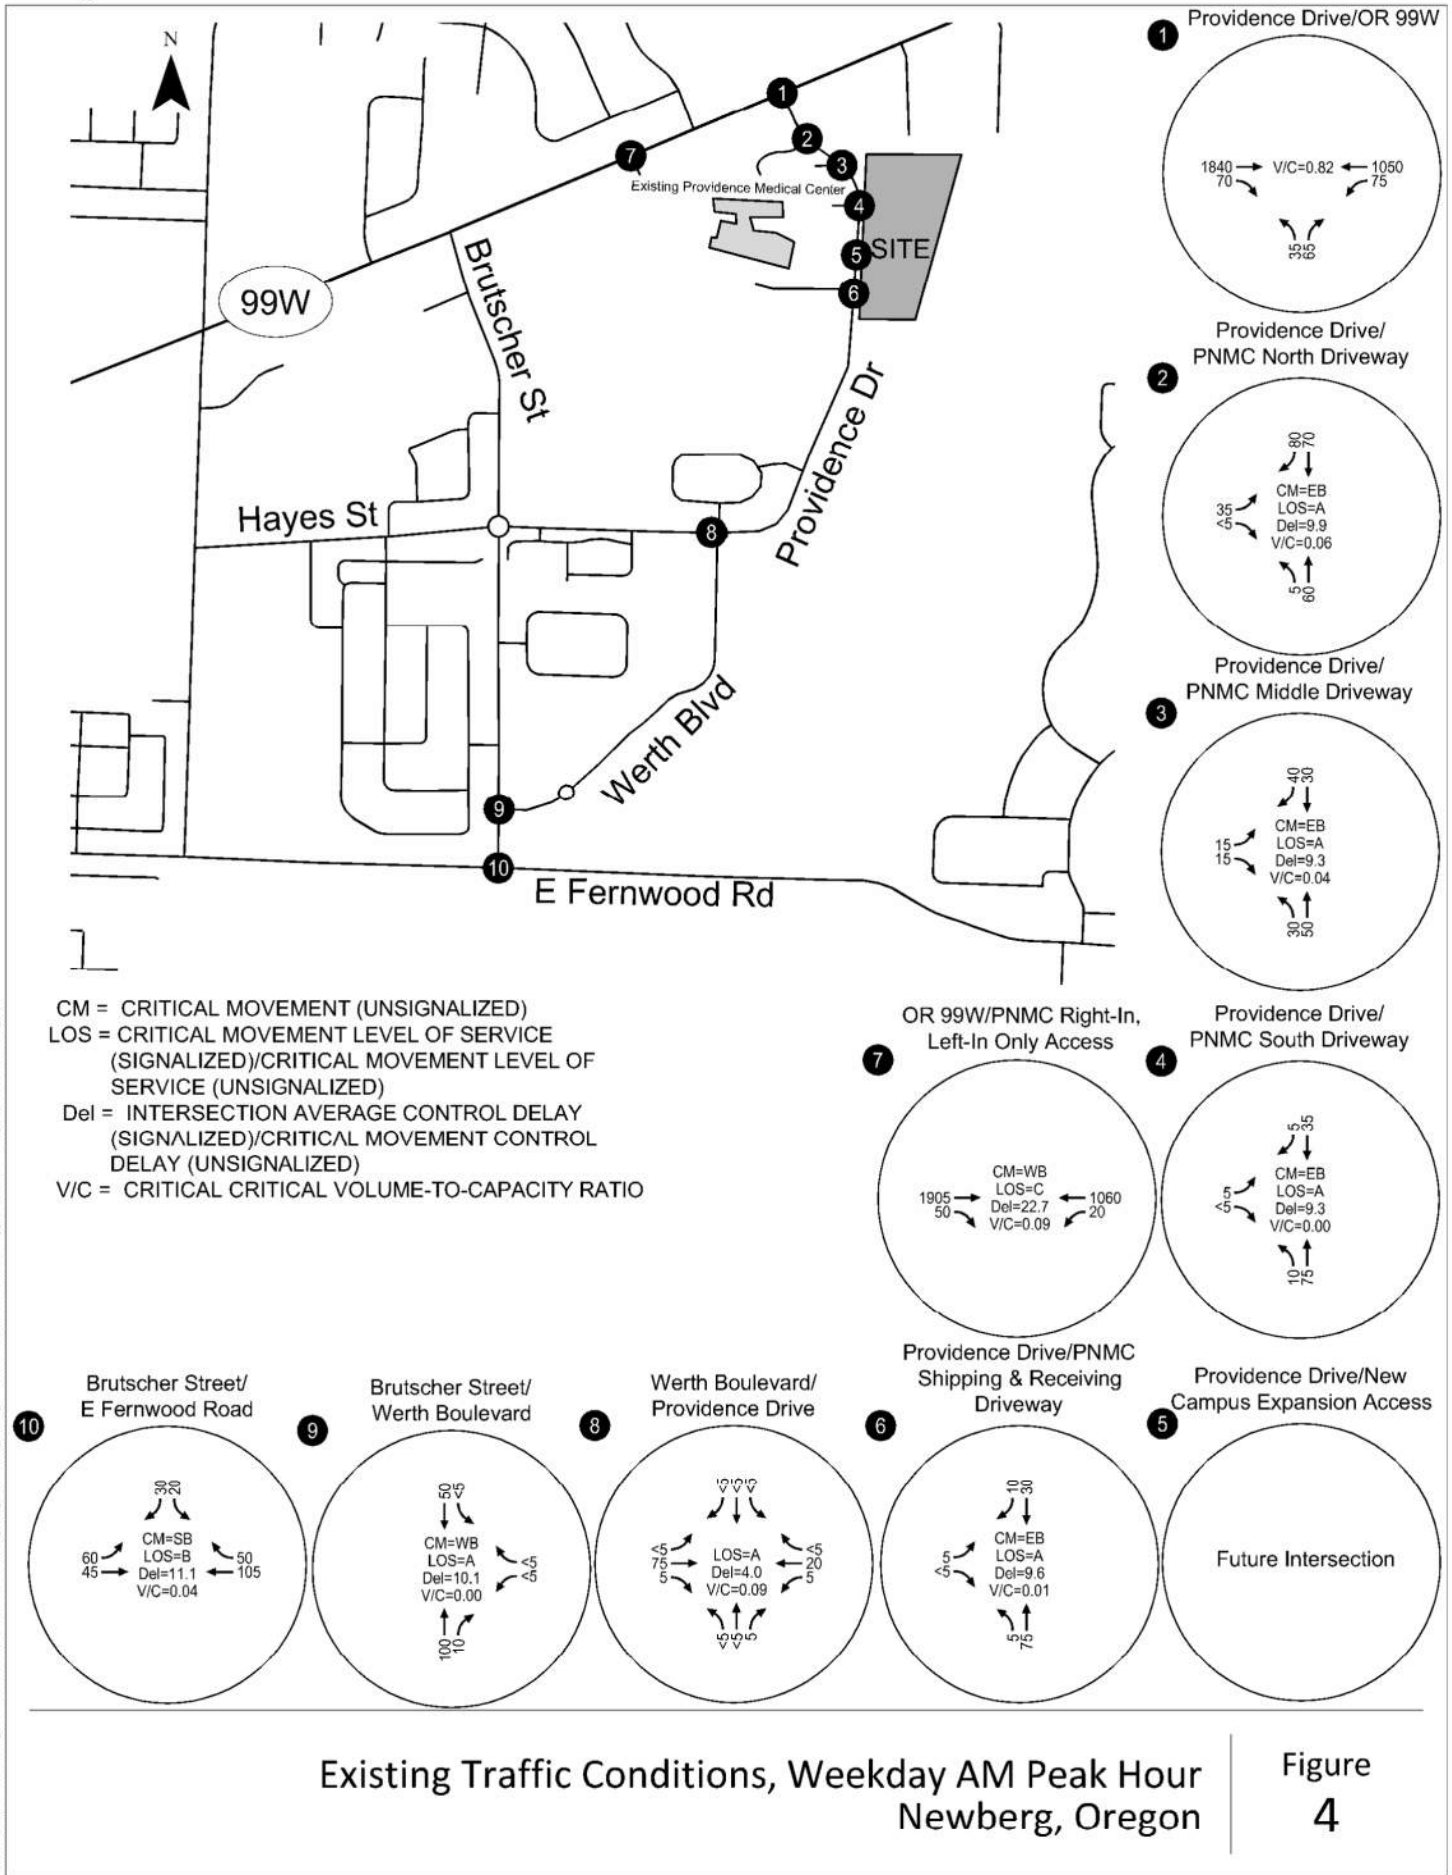 Providence Drive/OR 99W
1
N
1840
70
V/C=0.82
1050
75
35
65
1
2
3
7
Existing Providence Medical Center
4
5
SITE
6
99W
Brutscher St
Providence Dr
Hayes St
8
Werth Blvd
9
10
E Fernwood Rd
Providence Drive/
PNMC North Driveway
2
80
70
35
<5
CM=EB
LOS=A
Del=9.9
V/C=0.06
5
60
Providence Drive/
PNMC Middle Driveway
3
40
30
15
15
CM=EB
LOS=A
Del=9.3
V/C=0.04
30
50
CM = CRITICAL MOVEMENT (UNSIGNALIZED)
LOS = CRITICAL MOVEMENT LEVEL OF SERVICE
(SIGNALIZED)/CRITICAL MOVEMENT LEVEL OF
SERVICE (UNSIGNALIZED)
Del = INTERSECTION AVERAGE CONTROL DELAY
(SIGNALIZED)/CRITICAL MOVEMENT CONTROL
DELAY (UNSIGNALIZED)
V/C = CRITICAL CRITICAL VOLUME-TO-CAPACITY RATIO
OR 99W/PNMC Right-In,
Left-In Only Access
7
1905
50
CM=WB
LOS=C
Del=22.7
V/C=0.09
1060
20
Providence Drive/
PNMC South Driveway
4
5
35
5
<5
CM=EB
LOS=A
Del=9.3
V/C=0.00
10
75
Brutscher Street/
E Fernwood Road
10
30
20
60
45
CM=SB
LOS=B
Del=11.1
V/C=0.04
50
105
Brutscher Street/
Werth Boulevard
9
50
<5
CM=WB
LOS=A
Del=10.1
V/C=0.00
<5
<5
100
10
Werth Boulevard/
Providence Drive
8
<5
<5
<5
<5
75
5
LOS=A
Del=4.0
V/C=0.09
<5
20
5
<5
<5
5
Providence Drive/PNMC
Shipping & Receiving
Driveway
6
10
30
5
<5
CM=EB
LOS=A
Del=9.6
V/C=0.01
5
75
Providence Drive/New
Campus Expansion Access
5
Future Intersection
Existing Traffic Conditions, Weekday AM Peak Hour
Newberg, Oregon
Figure
4